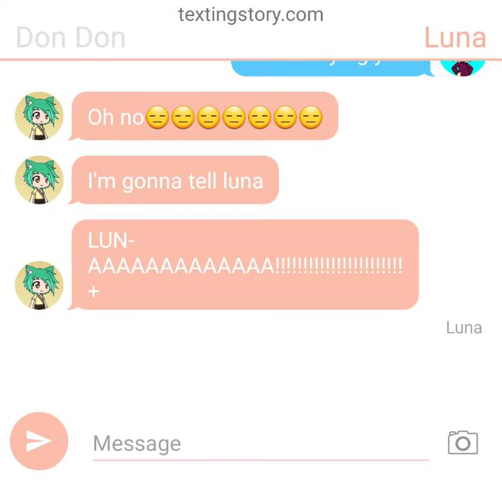 textingstory.com
Don Don
Luna
Oh no😑😑😑😑😑😑😑
I'm gonna tell luna
LUN-
AAAAAAAAAAAAA!!!!!!!!!!!!!!!!!!!!!!!
+
Luna
Message